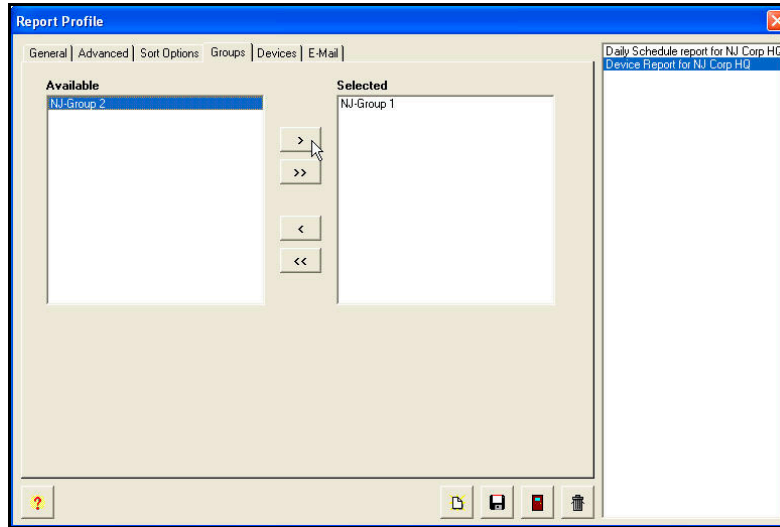 Report Profile
General Advanced Sort Options Groups Devices E-Mail
Available
NJ-Group 2
>
>>
<
<<
Selected
NJ-Group 1
?
Daily Schedule report for NJ Corp HQ
Device Report for NJ Corp HQ